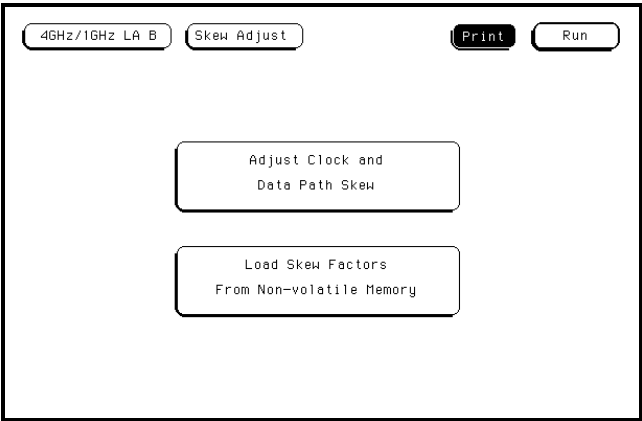 4GHz/1GHz LA B
Skew Adjust
Print
Run
Adjust Clock and
Data Path Skew
Load Skew Factors
From Non-volatile Memory